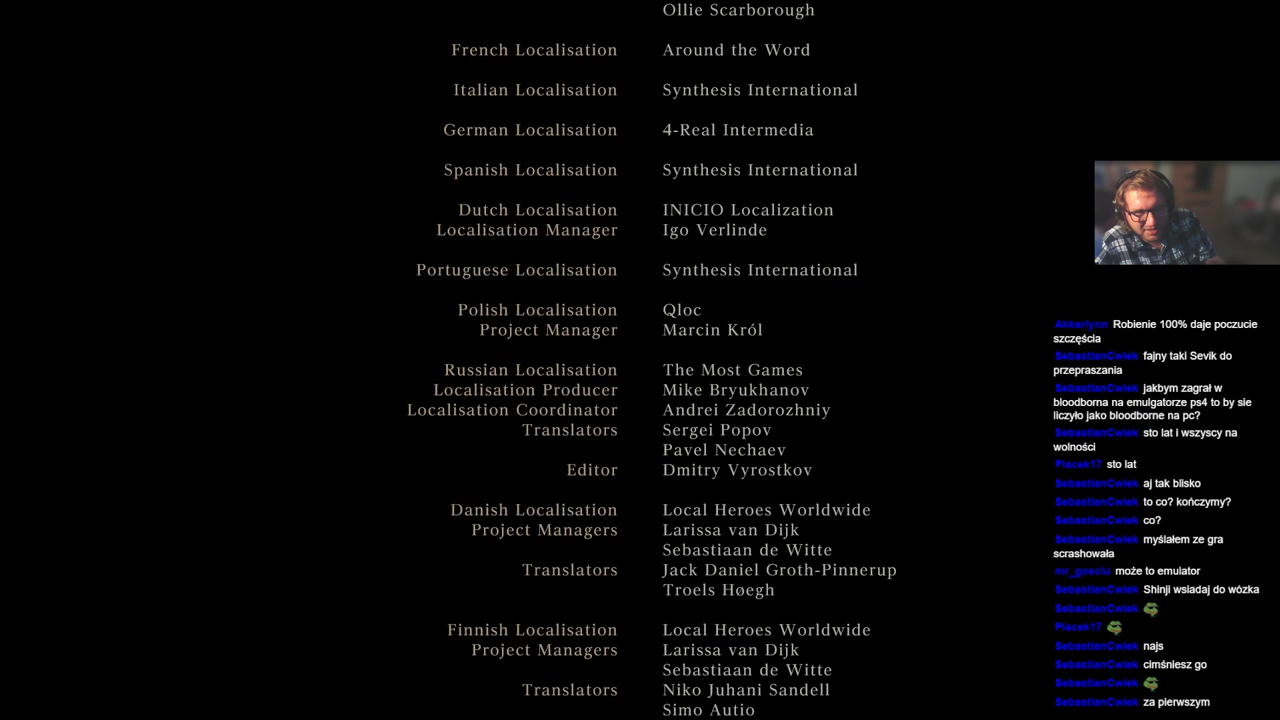 Ollie Scarborough
French Localisation Around the Word
Italian Localisation Synthesis International
German Localisation 4-Real Intermedia
Spanish Localisation Synthesis International
Dutch Localisation INICIO Localization
Localisation Manager Igo Verlinde
Portuguese Localisation Synthesis International
Polish Localisation Qloc
Project Manager Marcin Król
Russian Localisation The Most Games
Localisation Producer Mike Bryukhanov
Localisation Coordinator Andrei Zadorozhniy
Translators Sergei Popov
Pavel Nechaev
Editor Dmitry Vyrostkov
Danish Localisation Local Heroes Worldwide
Project Managers Larissa van Dijk
Sebastiaan de Witte
Translators Jack Daniel Groth-Pinnerup
Troels Høegh
Finnish Localisation Local Heroes Worldwide
Project Managers Larissa van Dijk
Sebastiaan de Witte
Translators Niko Juhani Sandell
Simo Autio
Akkarlynn Robienie 100% daje poczucie
szczęścia
SebastianCwiek fajny taki Sevik do
przepraszania
SebastianCwiek jakbym zagrał w
bloodborna na emulgatorze ps4 to by sie
liczyło jako bloodborne na pc?
SebastianCwiek sto lat i wszyscy na
wolności
Placek17 sto lat
SebastianCwiek aj tak blisko
SebastianCwiek to co? kończymy?
SebastianCwiek co?
SebastianCwiek myślałem ze gra
scrashowała
mr_gosciu może to emulator
SebastianCwiek Shinji wsiadaj do wózka
SebastianCwiek
Placek17
SebastianCwiek najs
SebastianCwiek cimśniesz go
SebastianCwiek
SebastianCwiek za pierwszym